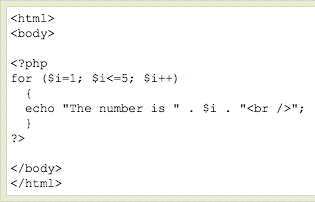 <html>
<body>

<?php
for ($i=1; $i<=5; $i++)
  {
  echo "The number is " . $i . "<br />";
  }
?>

</body>
</html>